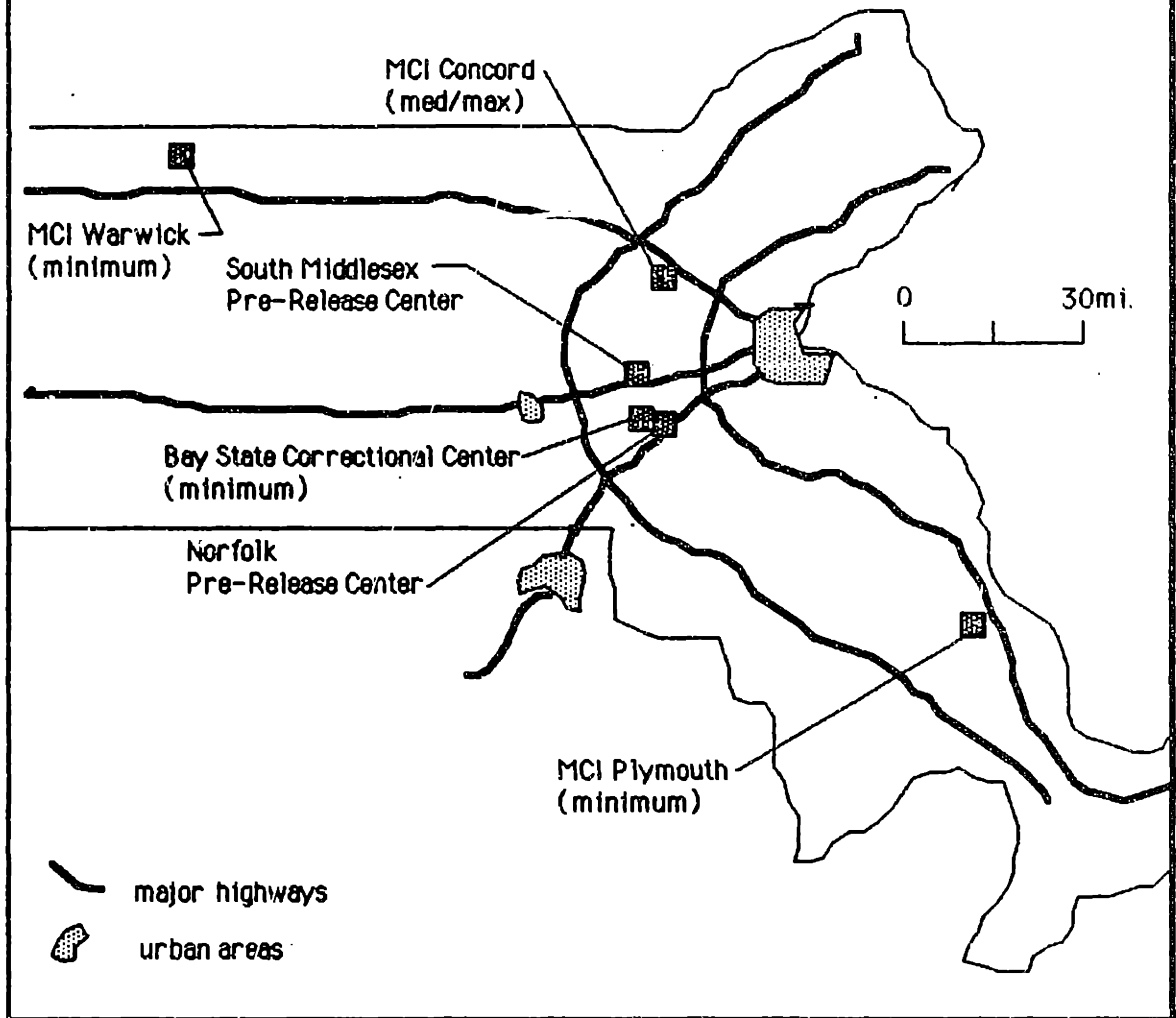 MCI Concord
(med/max)
MCI Warwick
(minimum)
South Middlesex
Pre-Release Center
0 30mi.
Bay State Correctional Center
(minimum)
Norfolk
Pre-Release Center
MCI Plymouth
(minimum)
major highways
urban areas